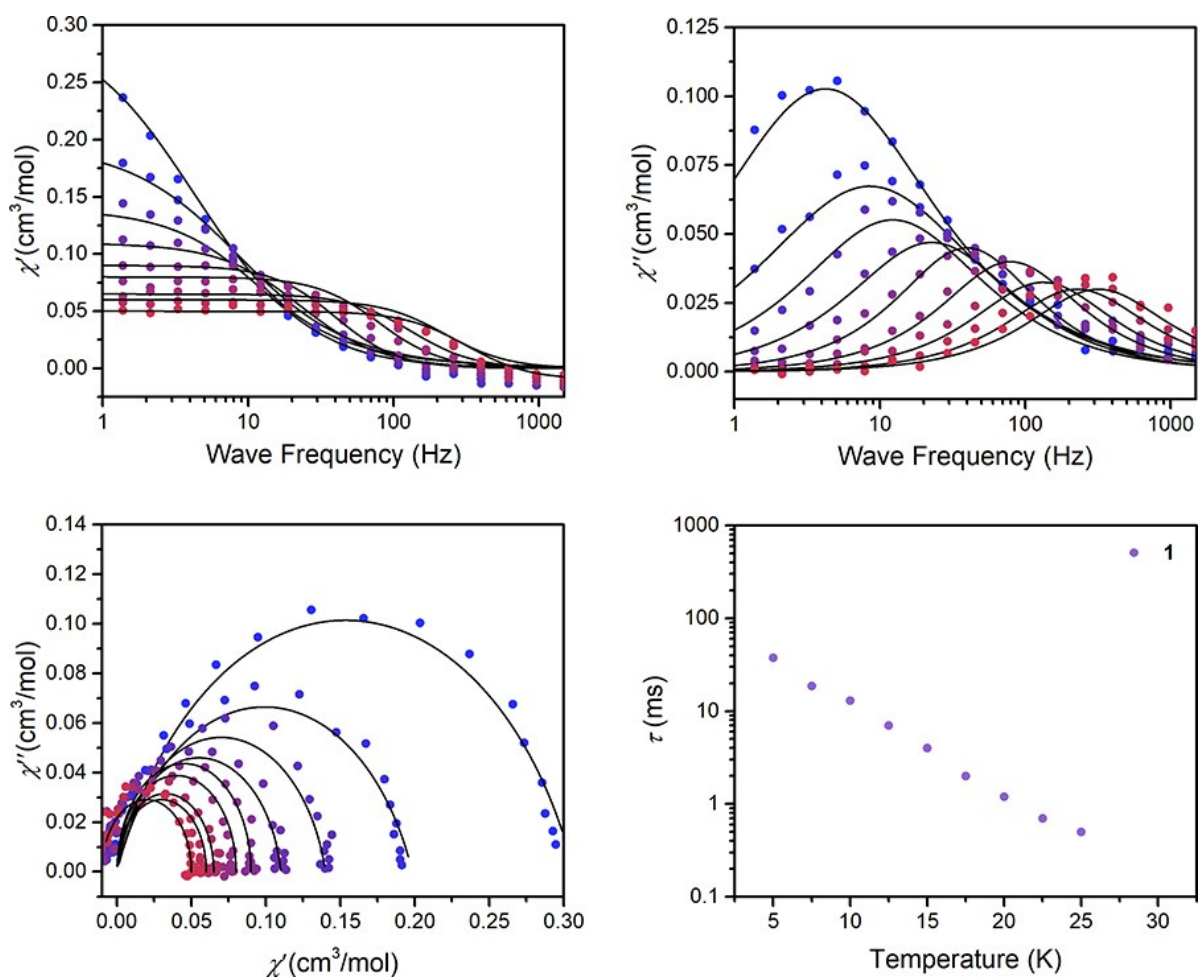 0.30
0.25
0.20
0.15
0.10
0.05
0.00
χ′(cm³/mol)
1 10 100 1000
Wave Frequency (Hz)
0.125
0.100
0.075
0.050
0.025
0.000
χ′′(cm³/mol)
1 10 100 1000
Wave Frequency (Hz)
0.14
0.12
0.10
0.08
0.06
0.04
0.02
0.00
χ′′(cm³/mol)
0.00 0.05 0.10 0.15 0.20 0.25 0.30
χ′(cm³/mol)
1000
100
10
1
0.1
τ (ms)
1
5 10 15 20 25 30
Temperature (K)